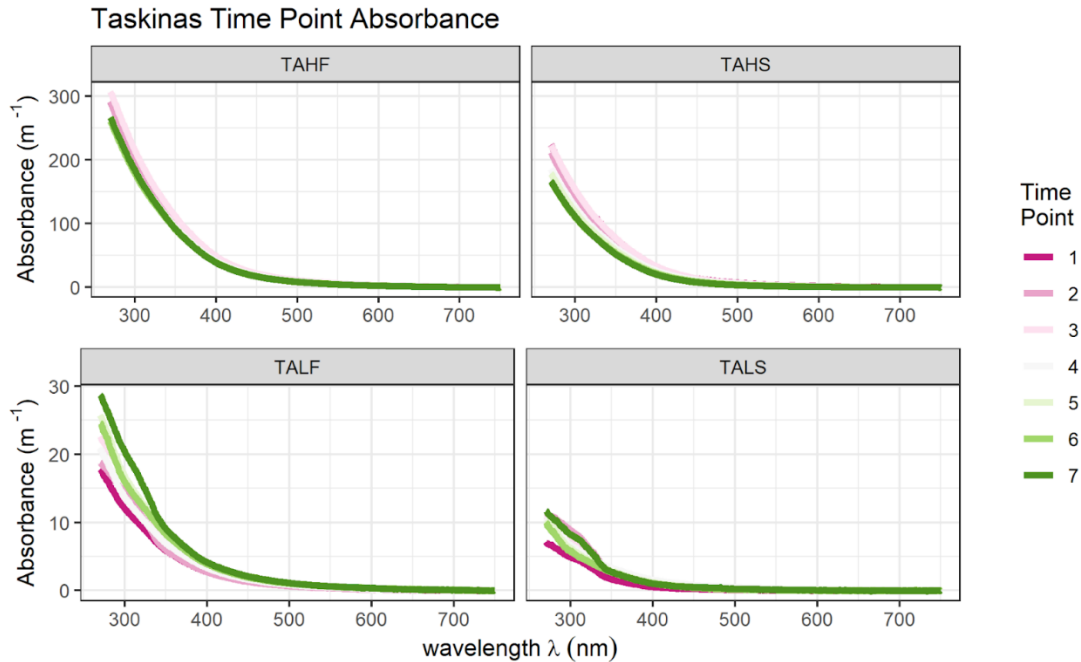 Taskinas Time Point Absorbance
TAHF
TAHS
Absorbance (m⁻¹)
300
200
100
0
300 400 500 600 700
300 400 500 600 700
TALF
TALS
Absorbance (m⁻¹)
30
20
10
0
300 400 500 600 700
300 400 500 600 700
wavelength λ (nm)
Time
Point
1
2
3
4
5
6
7